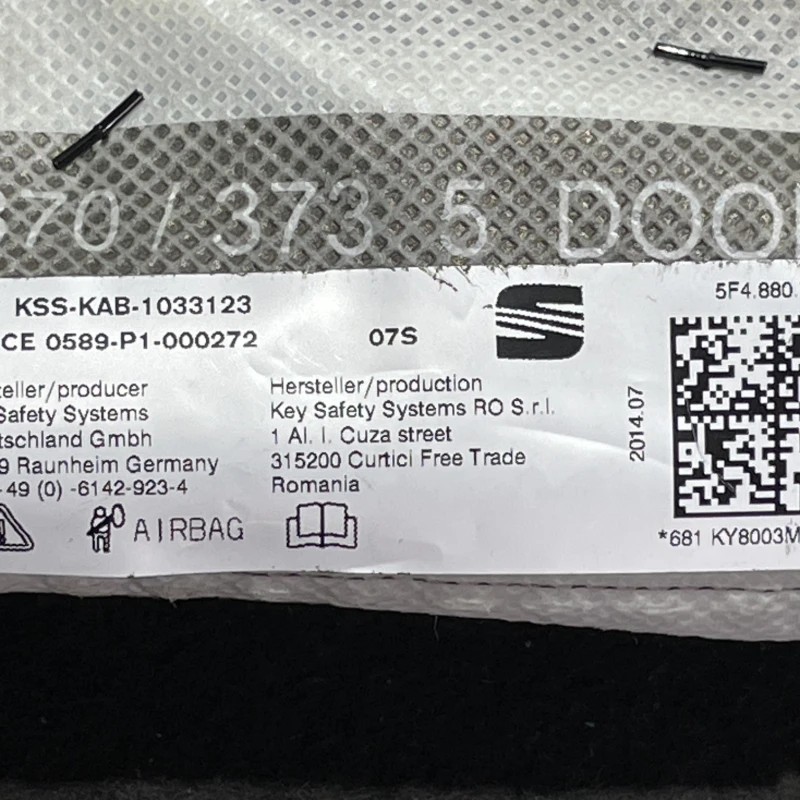 370 / 373 5 DOO
KSS-KAB-1033123
CE 0589-P1-000272
07S
5F4.880.
eller/producer
Safety Systems
tschland Gmbh
9 Raunheim Germany
49 (0) -6142-923-4
AIRBAG
Hersteller/production
Key Safety Systems RO S.r.l.
1 Al. I. Cuza street
315200 Curtici Free Trade
Romania
2014.07
*681 KY8003M